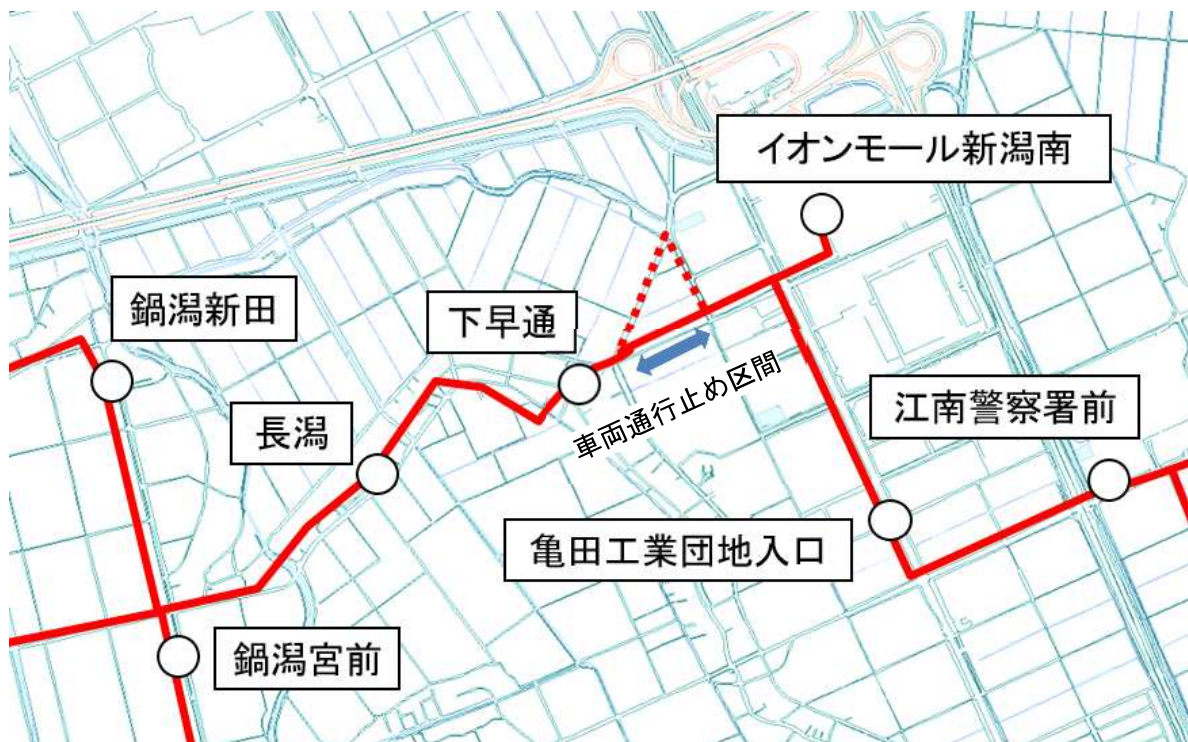 イオンモール新潟南
鍋潟新田
下早通
車両通行止め区間
江南警察署前
長潟
亀田工業団地入口
鍋潟宮前